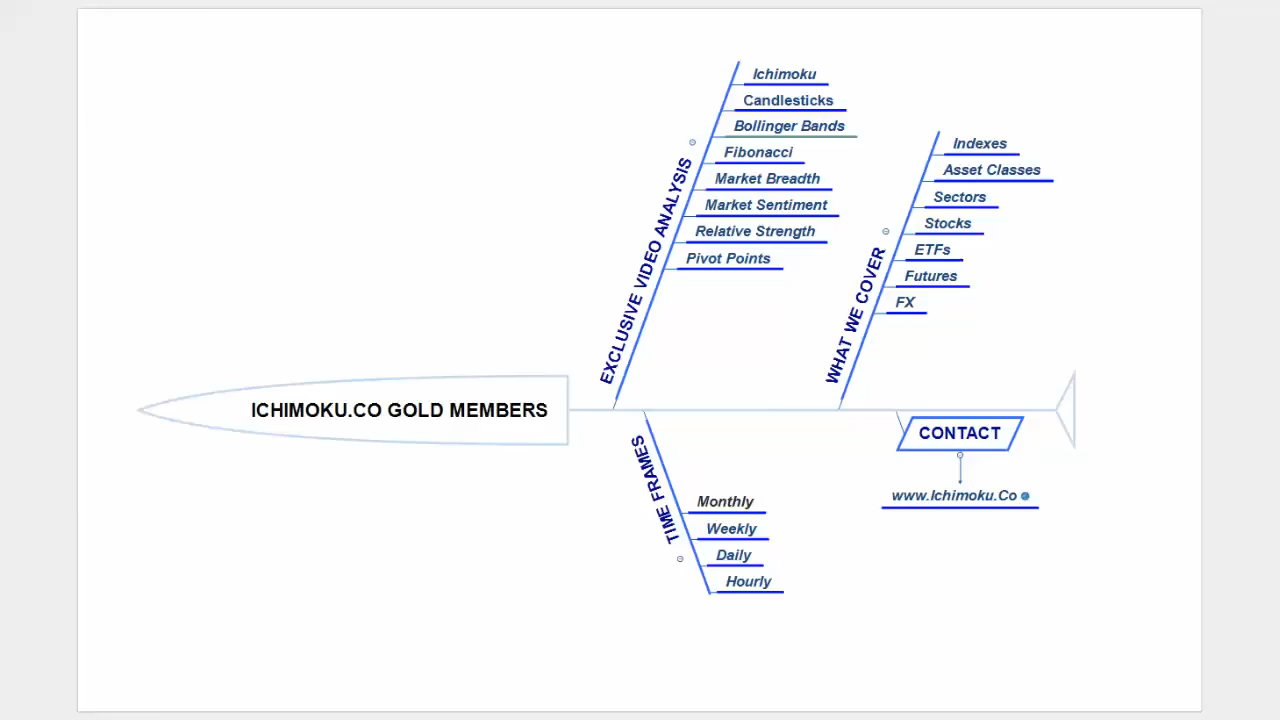 Ichimoku
Candlesticks
Bollinger Bands
Fibonacci
Market Breadth
Market Sentiment
Relative Strength
Pivot Points
EXCLUSIVE VIDEO ANALYSIS
Indexes
Asset Classes
Sectors
Stocks
ETFs
Futures
FX
WHAT WE COVER
ICHIMOKU.CO GOLD MEMBERS
TIME FRAMES
Monthly
Weekly
Daily
Hourly
CONTACT
www.Ichimoku.Co